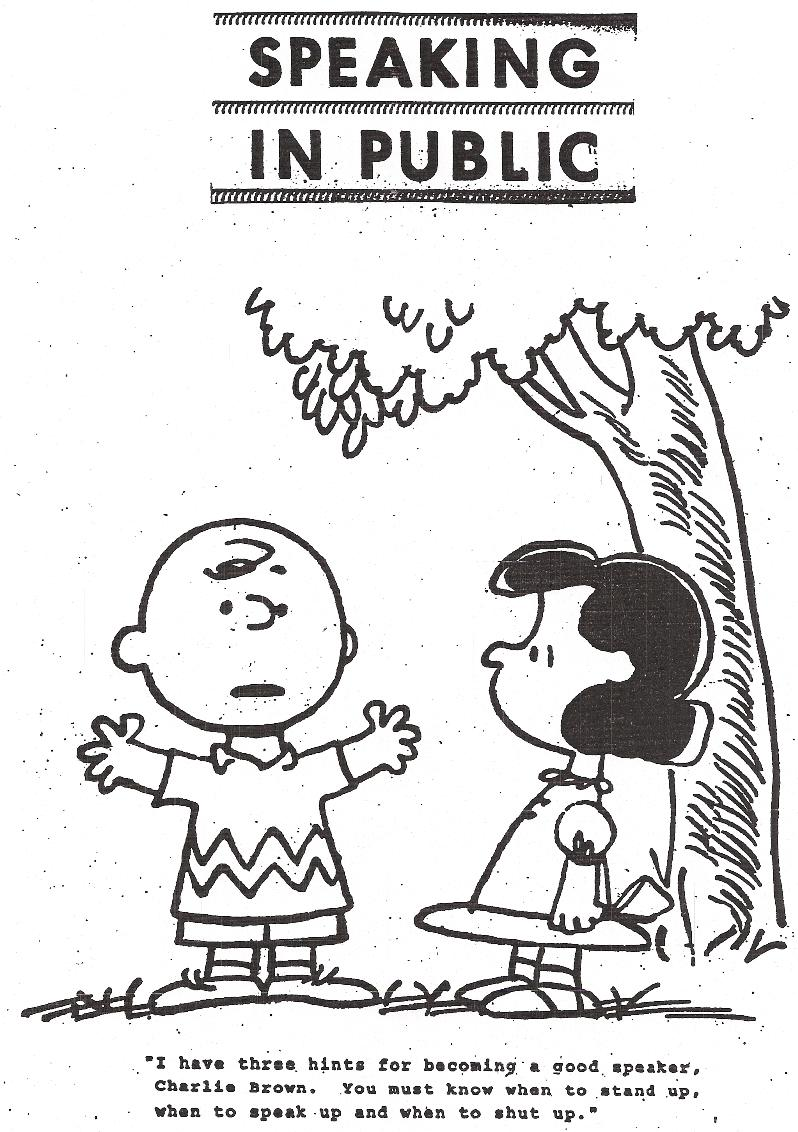 SPEAKING
IN PUBLIC
"I have three hints for becoming a good speaker,
Charlie Brown.  You must know when to stand up,
when to speak up and when to shut up."